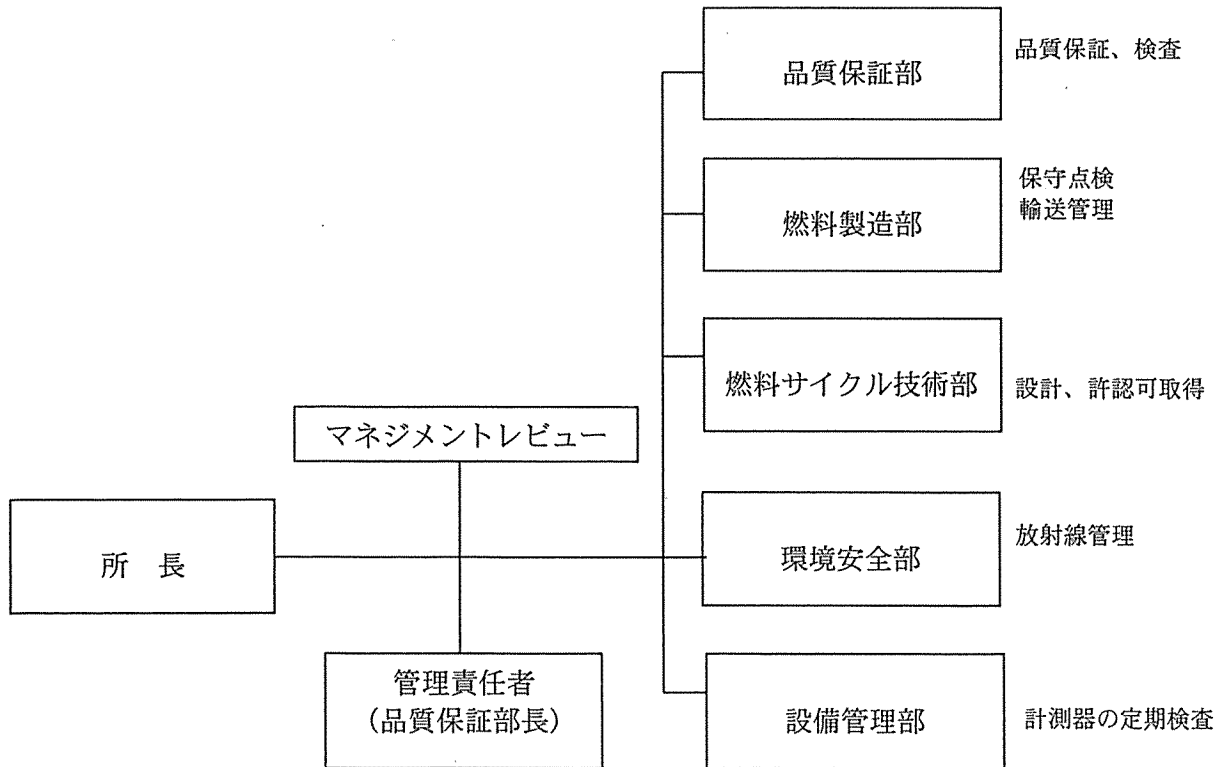 品質保証部
品質保証、検査
燃料製造部
保守点検
輸送管理
燃料サイクル技術部
設計、許認可取得
マネジメントレビュー
所　長
環境安全部
放射線管理
管理責任者
(品質保証部長)
設備管理部
計測器の定期検査